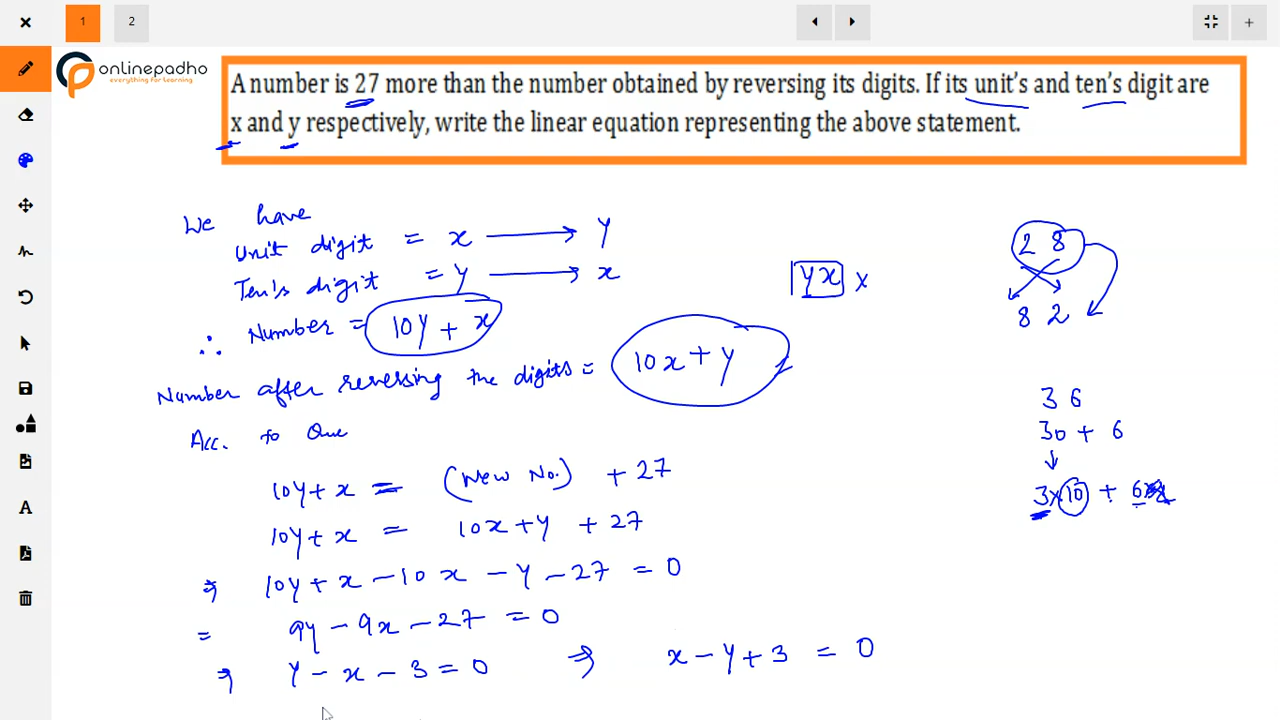 1
2
onlinepadho
everything for learning
A number is 27 more than the number obtained by reversing its digits. If its unit's and ten's digit are
x and y respectively, write the linear equation representing the above statement.
We have
Unit digit = x → y
Ten's digit = y → x
∴ Number = 10y + x
Number after reversing the digits = 10x + y
Acc. to Que
10y + x = (New No.) + 27
10y + x = 10x + y + 27
⇒ 10y + x - 10x - y - 27 = 0
= 9y - 9x - 27 = 0
⇒ y - x - 3 = 0 ⇒ x - y + 3 = 0
yx x
2 8
8 2
3 6
30 + 6
↓
3×10 + 6
A